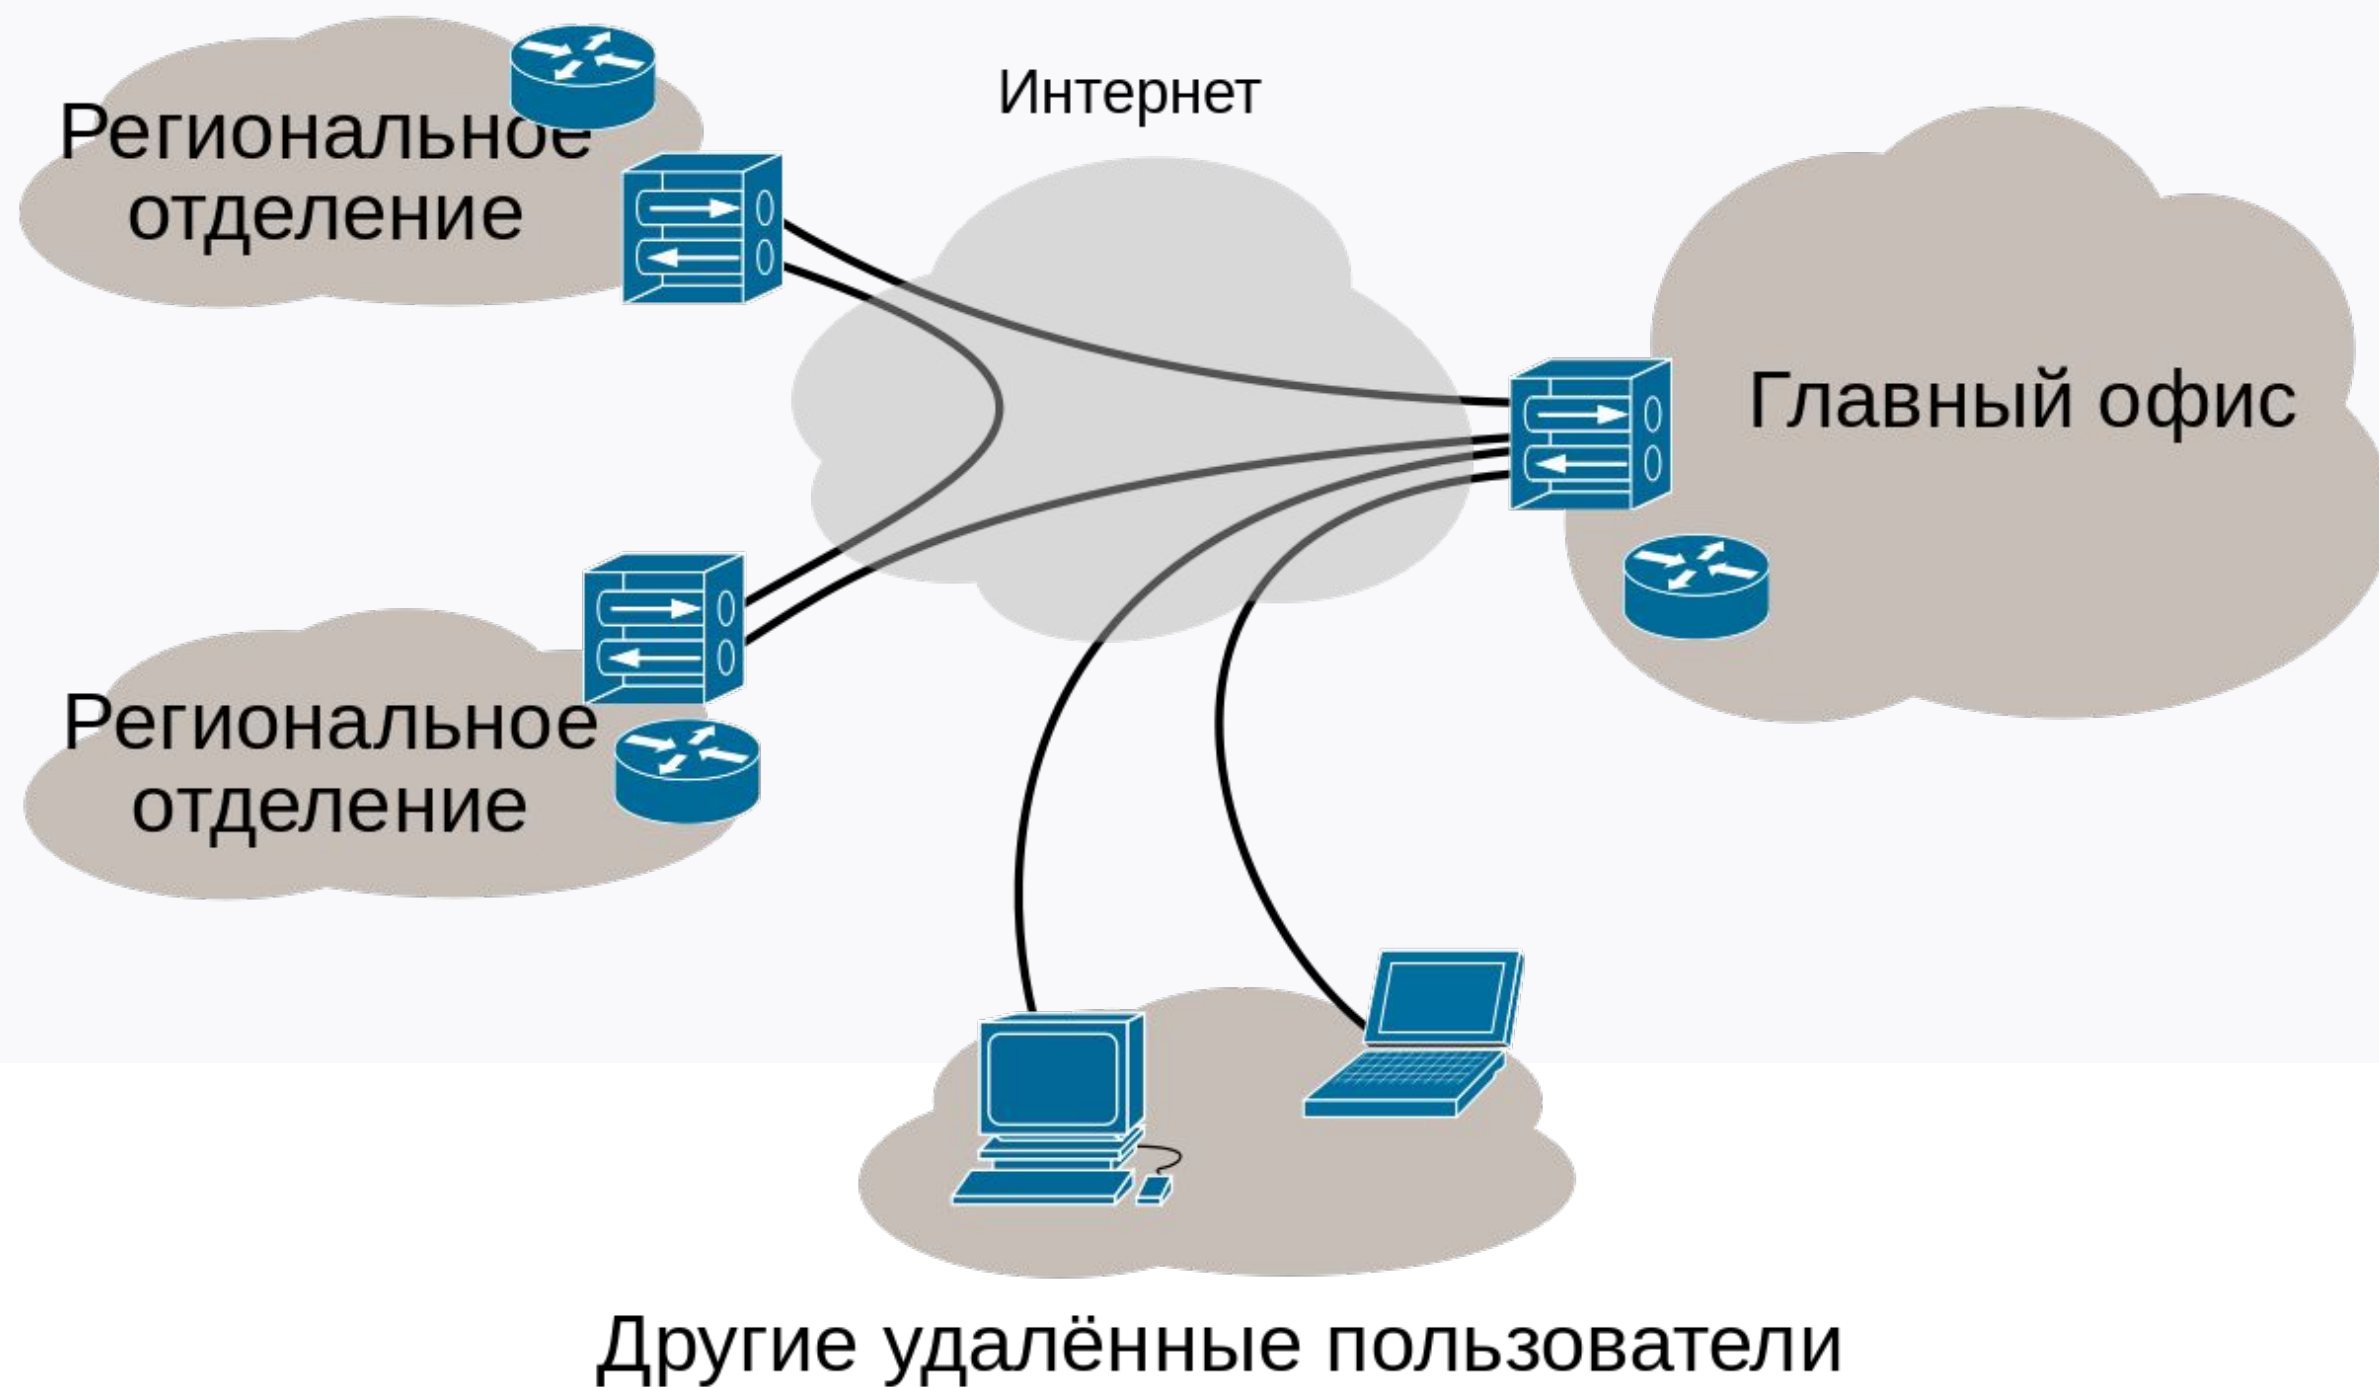 Интернет
Региональное
отделение
Главный офис
Региональное
отделение
Другие удалённые пользователи